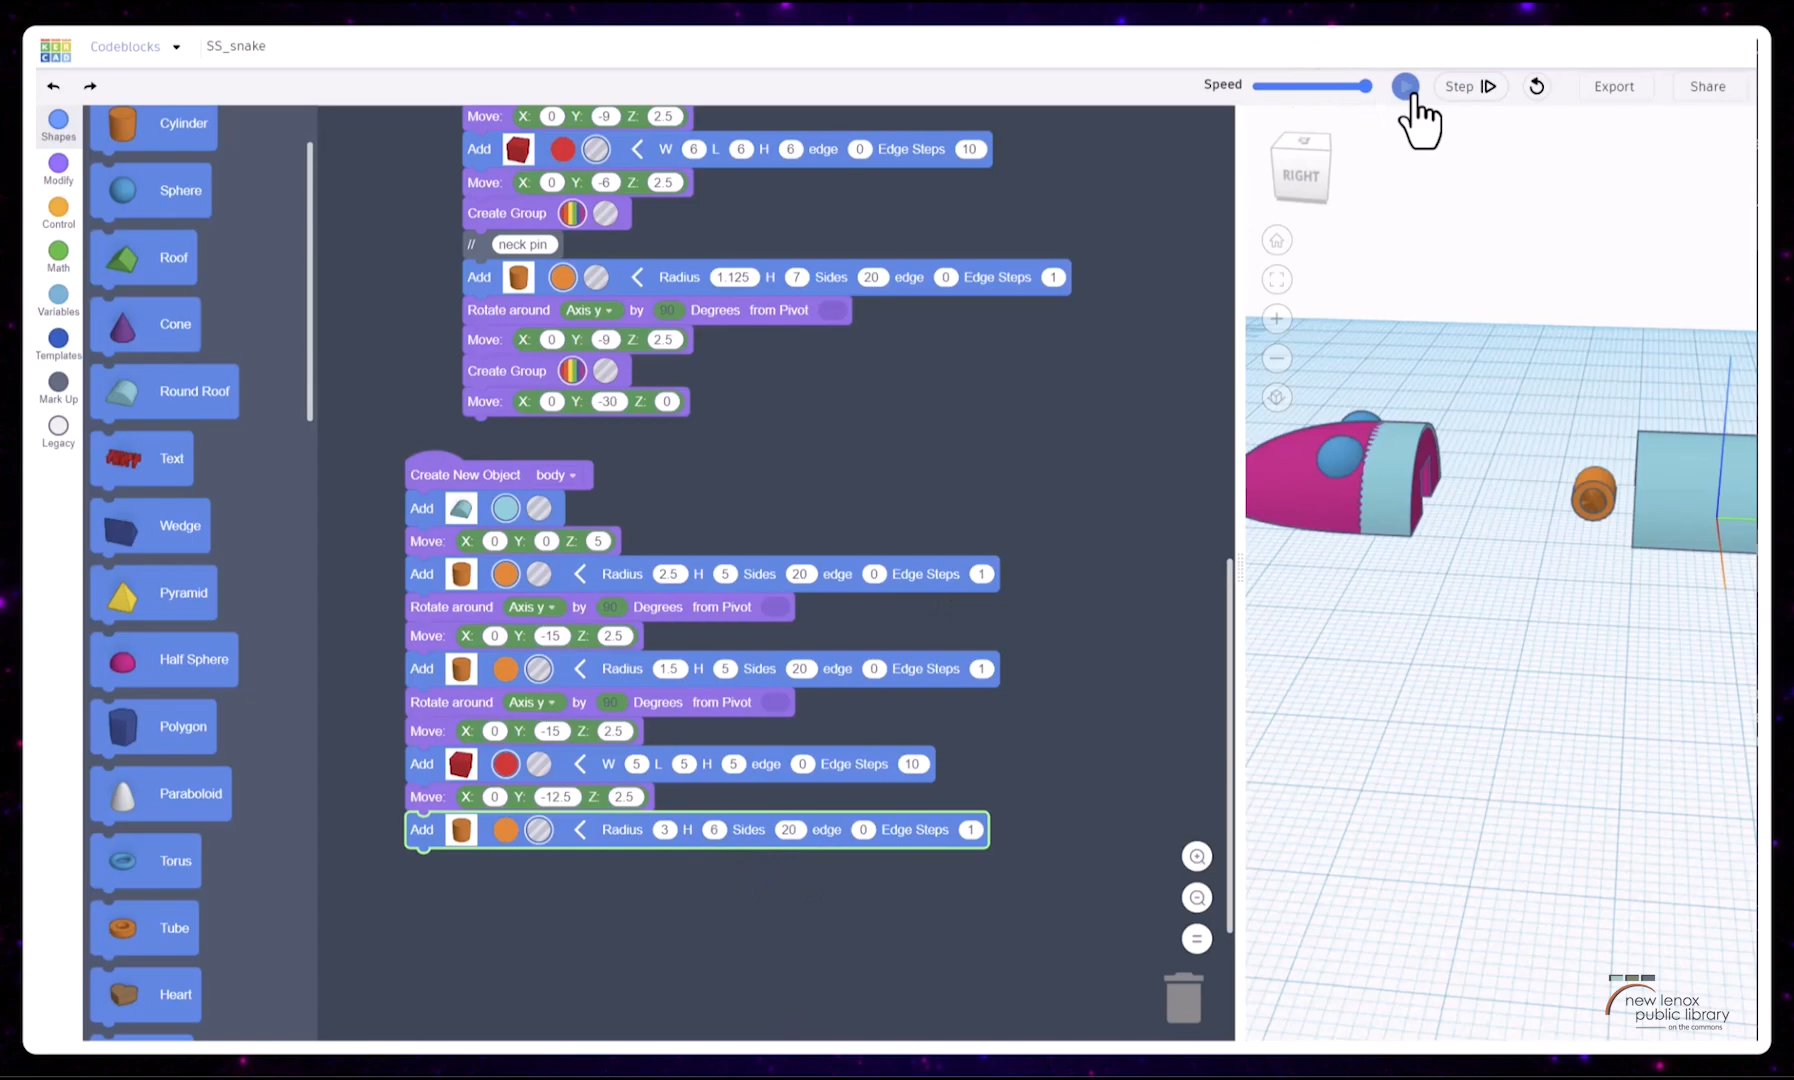 KER
CAD
Codeblocks
SS_snake
Speed
Step
Export
Share
Shapes
Modify
Control
Math
Variables
Templates
Mark Up
Legacy
Cylinder
Sphere
Roof
Cone
Round Roof
Text
Wedge
Pyramid
Half Sphere
Polygon
Paraboloid
Torus
Tube
Heart
Move: X: 0 Y: -9 Z: 2.5
Add W 6 L 6 H 6 edge 0 Edge Steps 10
Move: X: 0 Y: -6 Z: 2.5
Create Group
// neck pin
Add Radius 1.125 H 7 Sides 20 edge 0 Edge Steps 1
Rotate around Axis y by 90 Degrees from Pivot
Move: X: 0 Y: -9 Z: 2.5
Create Group
Move: X: 0 Y: -30 Z: 0
Create New Object body
Add
Move: X: 0 Y: 0 Z: 5
Add Radius 2.5 H 5 Sides 20 edge 0 Edge Steps 1
Rotate around Axis y by 90 Degrees from Pivot
Move: X: 0 Y: -15 Z: 2.5
Add Radius 1.5 H 5 Sides 20 edge 0 Edge Steps 1
Rotate around Axis y by 90 Degrees from Pivot
Move: X: 0 Y: -15 Z: 2.5
Add W 5 L 5 H 5 edge 0 Edge Steps 10
Move: X: 0 Y: -12.5 Z: 2.5
Add Radius 3 H 6 Sides 20 edge 0 Edge Steps 1
RIGHT
new lenox
public library
on the commons